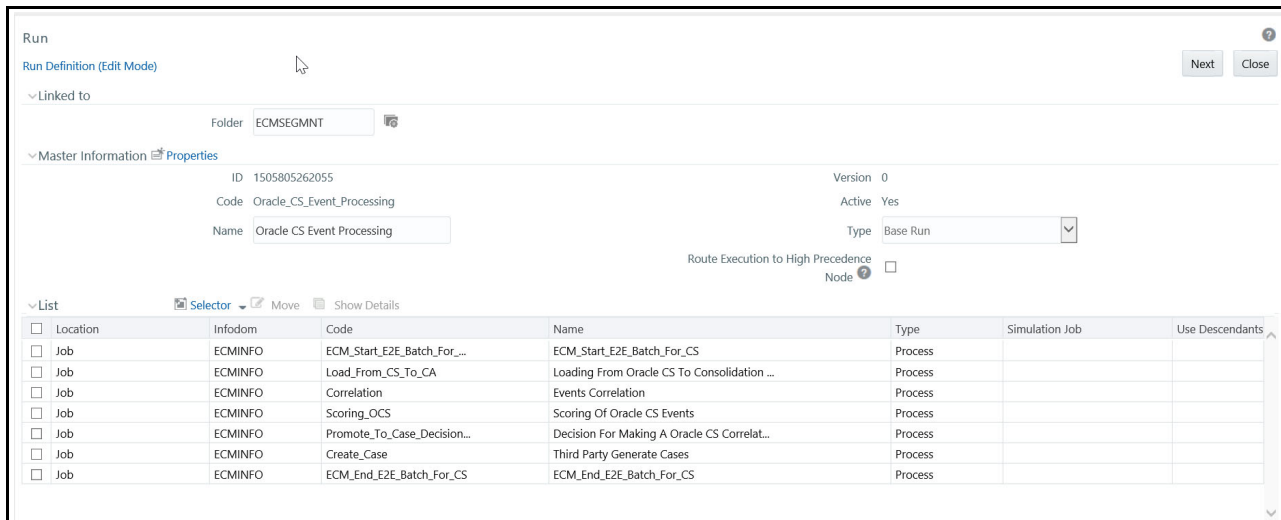 Run
Run Definition (Edit Mode)
Next Close
Linked to
Folder ECMSEGMNT
Master Information Properties
ID 1505805262055 Version 0
Code Oracle_CS_Event_Processing Active Yes
Name Oracle CS Event Processing Type Base Run
Route Execution to High Precedence
Node ?
List Selector Move Show Details
Location Infodom Code Name Type Simulation Job Use Descendants
Job ECMINFO ECM_Start_E2E_Batch_For_... ECM_Start_E2E_Batch_For_CS Process
Job ECMINFO Load_From_CS_To_CA Loading From Oracle CS To Consolidation ... Process
Job ECMINFO Correlation Events Correlation Process
Job ECMINFO Scoring_OCS Scoring Of Oracle CS Events Process
Job ECMINFO Promote_To_Case_Decision... Decision For Making A Oracle CS Correlat... Process
Job ECMINFO Create_Case Third Party Generate Cases Process
Job ECMINFO ECM_End_E2E_Batch_For_CS ECM_End_E2E_Batch_For_CS Process